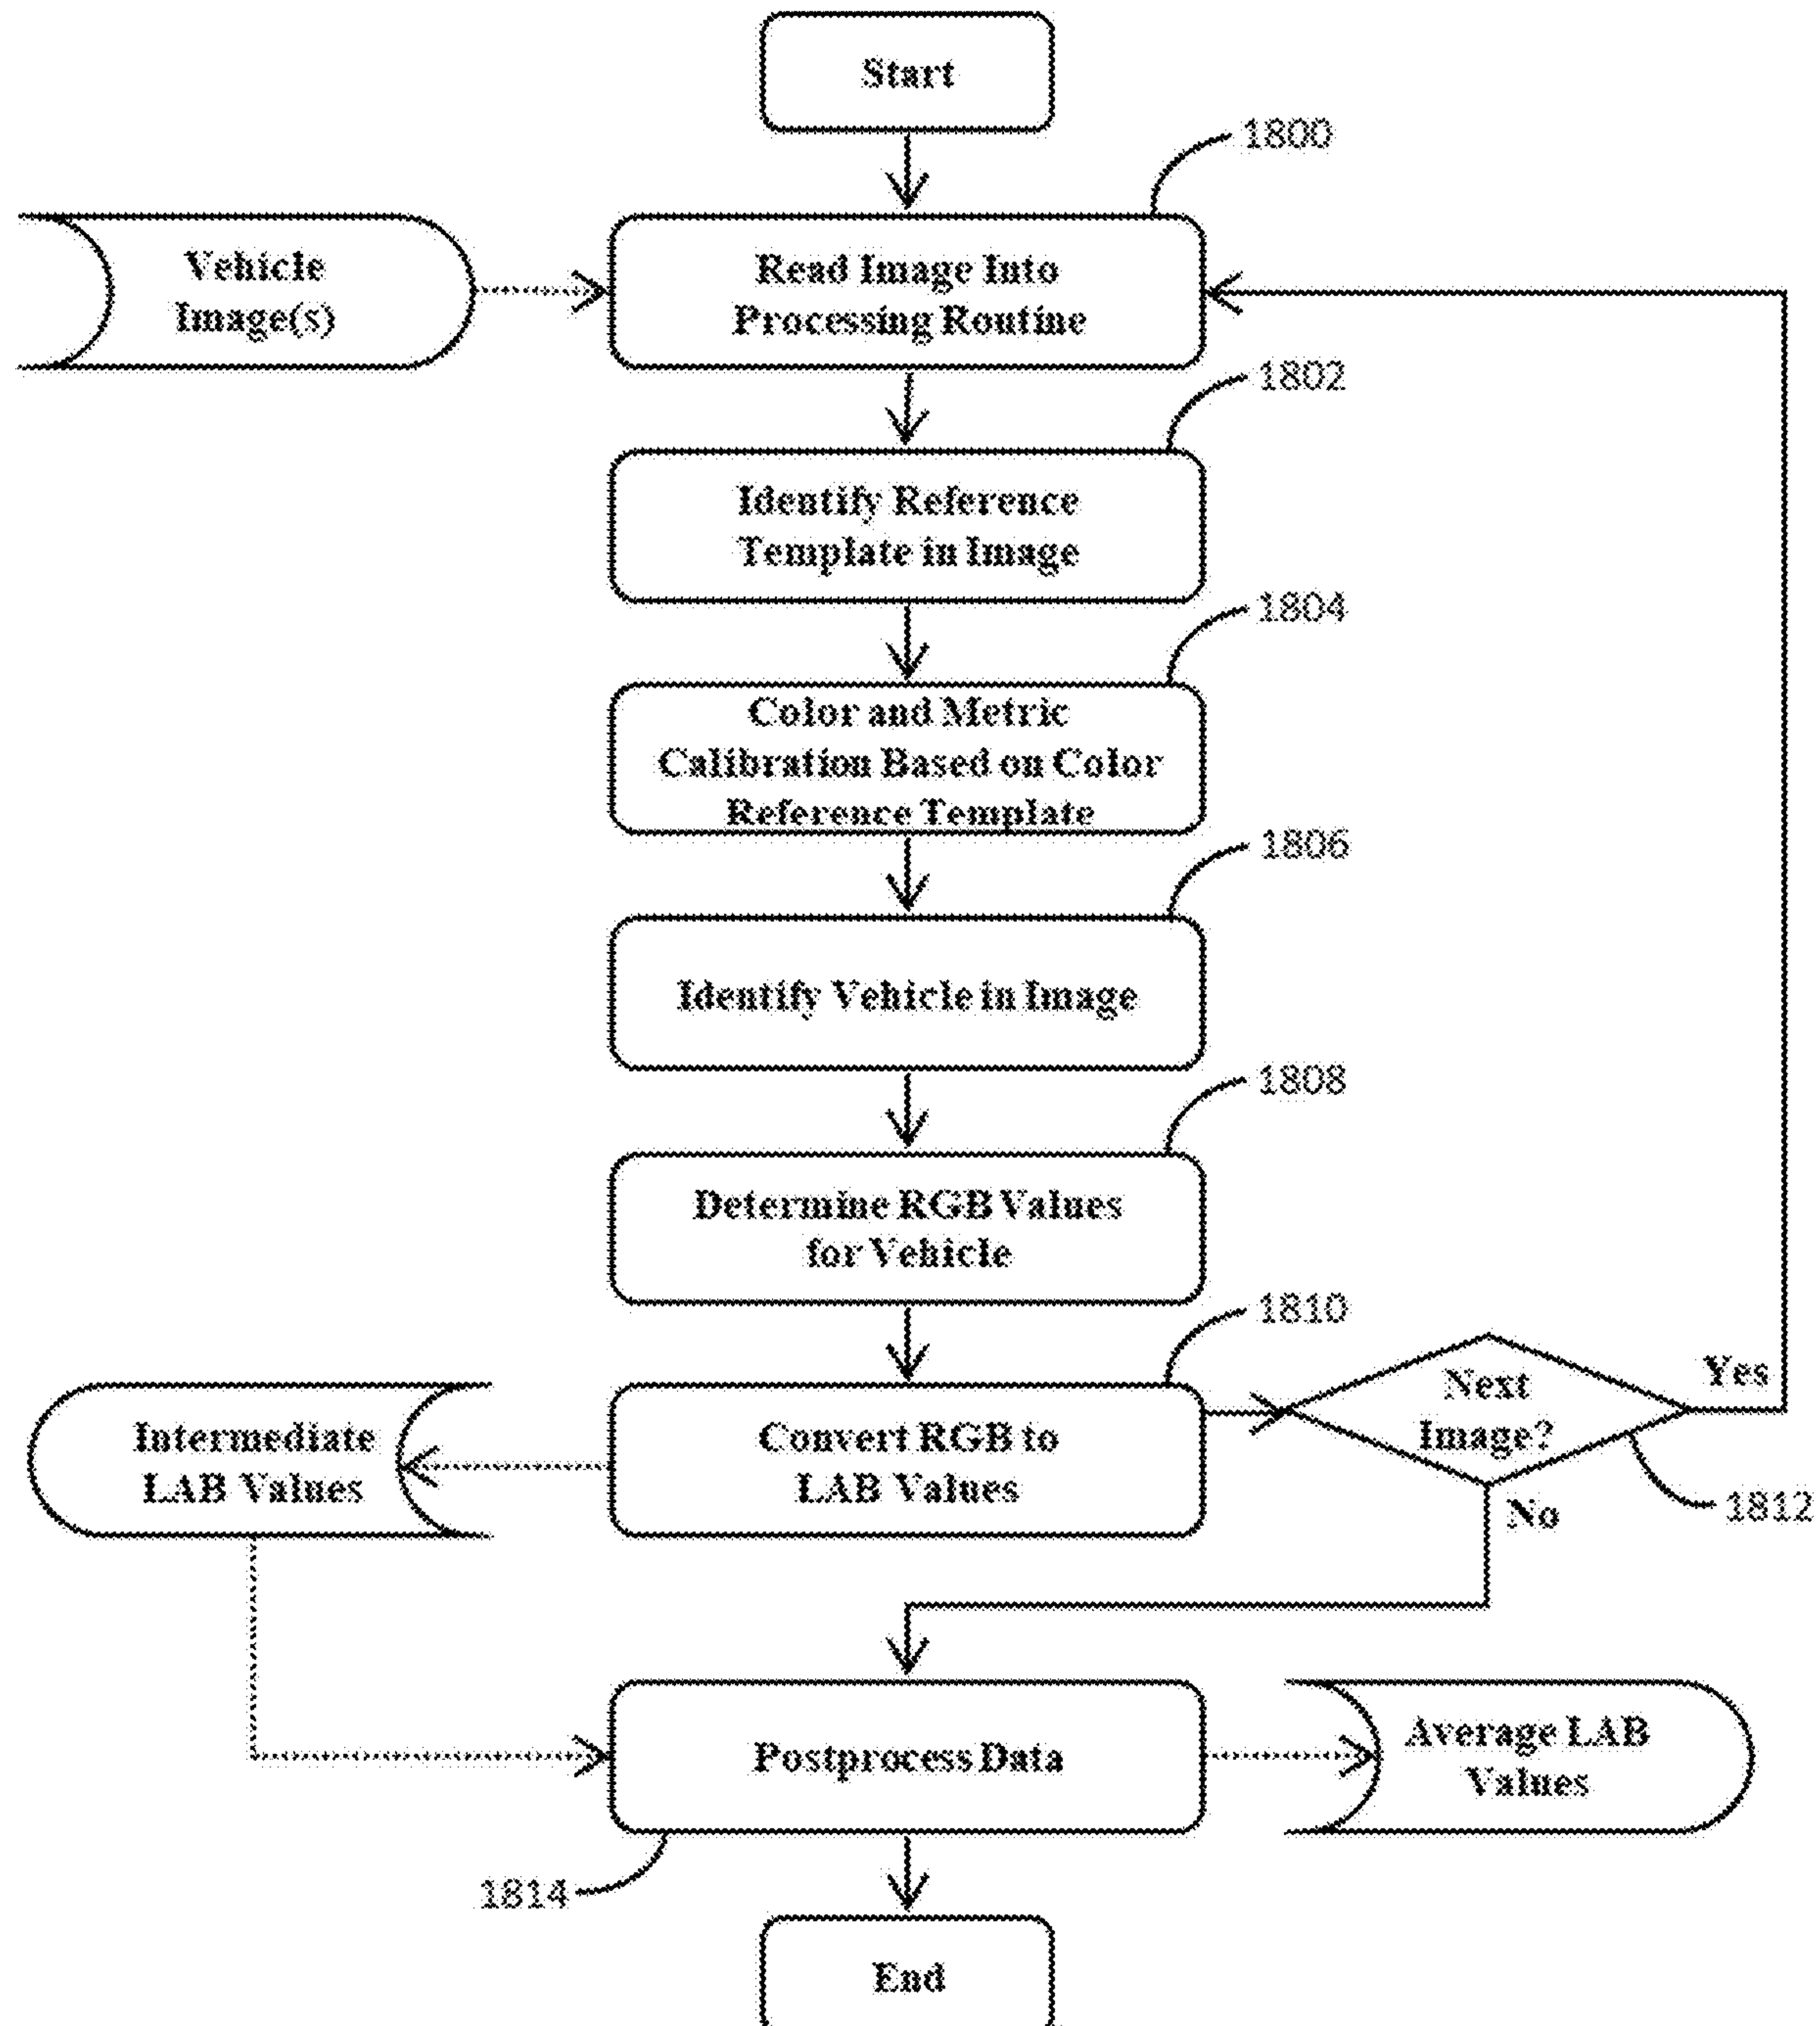 Start
1800
Vehicle
Image(s)
Read Image Into
Processing Routine
1802
Identify Reference
Template in Image
1804
Color and Metric
Calibration Based on Color
Reference Template
1806
Identify Vehicle in Image
1808
Determine RGB Values
for Vehicle
1810
Intermediate
LAB Values
Convert RGB to
LAB Values
Next
Image?
Yes
No
1812
Postprocess Data
Average LAB
Values
1814
End